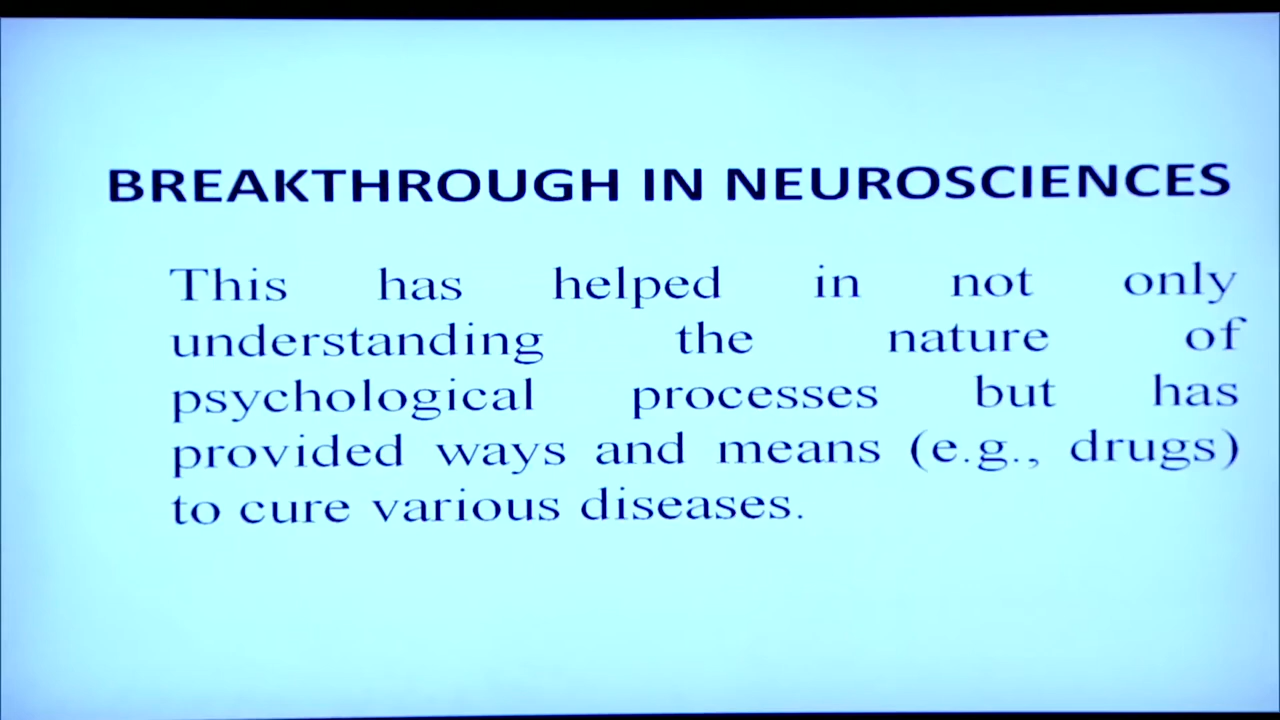 BREAKTHROUGH IN NEUROSCIENCES
This has helped in not only
understanding the nature of
psychological processes but has
provided ways and means (e.g., drugs)
to cure various diseases.